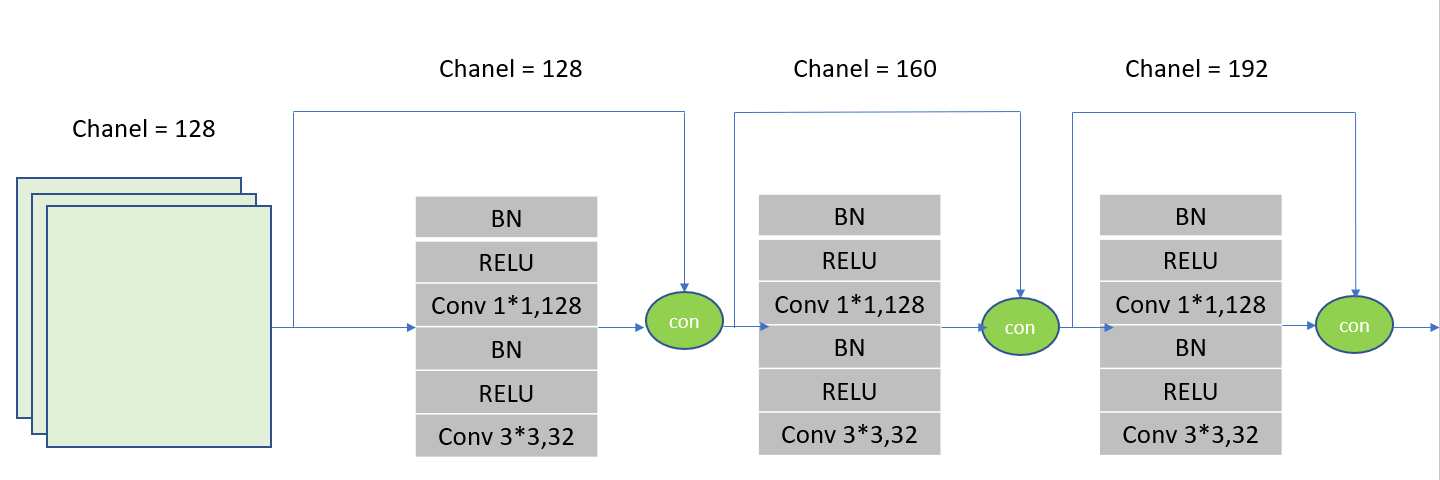 Chanel = 128
Chanel = 160
Chanel = 192
Chanel = 128
BN
RELU
Conv 1*1,128
BN
RELU
Conv 3*3,32
con
BN
RELU
Conv 1*1,128
BN
RELU
Conv 3*3,32
con
BN
RELU
Conv 1*1,128
BN
RELU
Conv 3*3,32
con